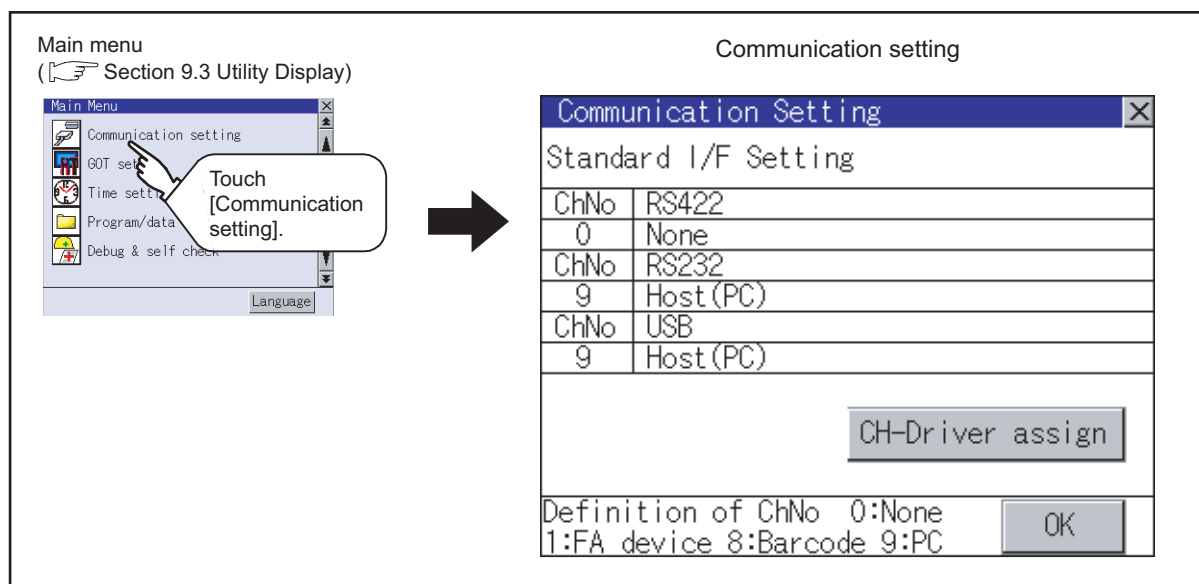 Main menu
( Section 9.3 Utility Display)
Main Menu
Communication setting
GOT set
Time setti
Program/data
Debug & self check
Language
Touch
[Communication
setting].
Communication setting
Communication Setting
Standard I/F Setting
ChNo RS422
0 None
ChNo RS232
9 Host(PC)
ChNo USB
9 Host(PC)
CH-Driver assign
Definition of ChNo 0:None
1:FA device 8:Barcode 9:PC
OK